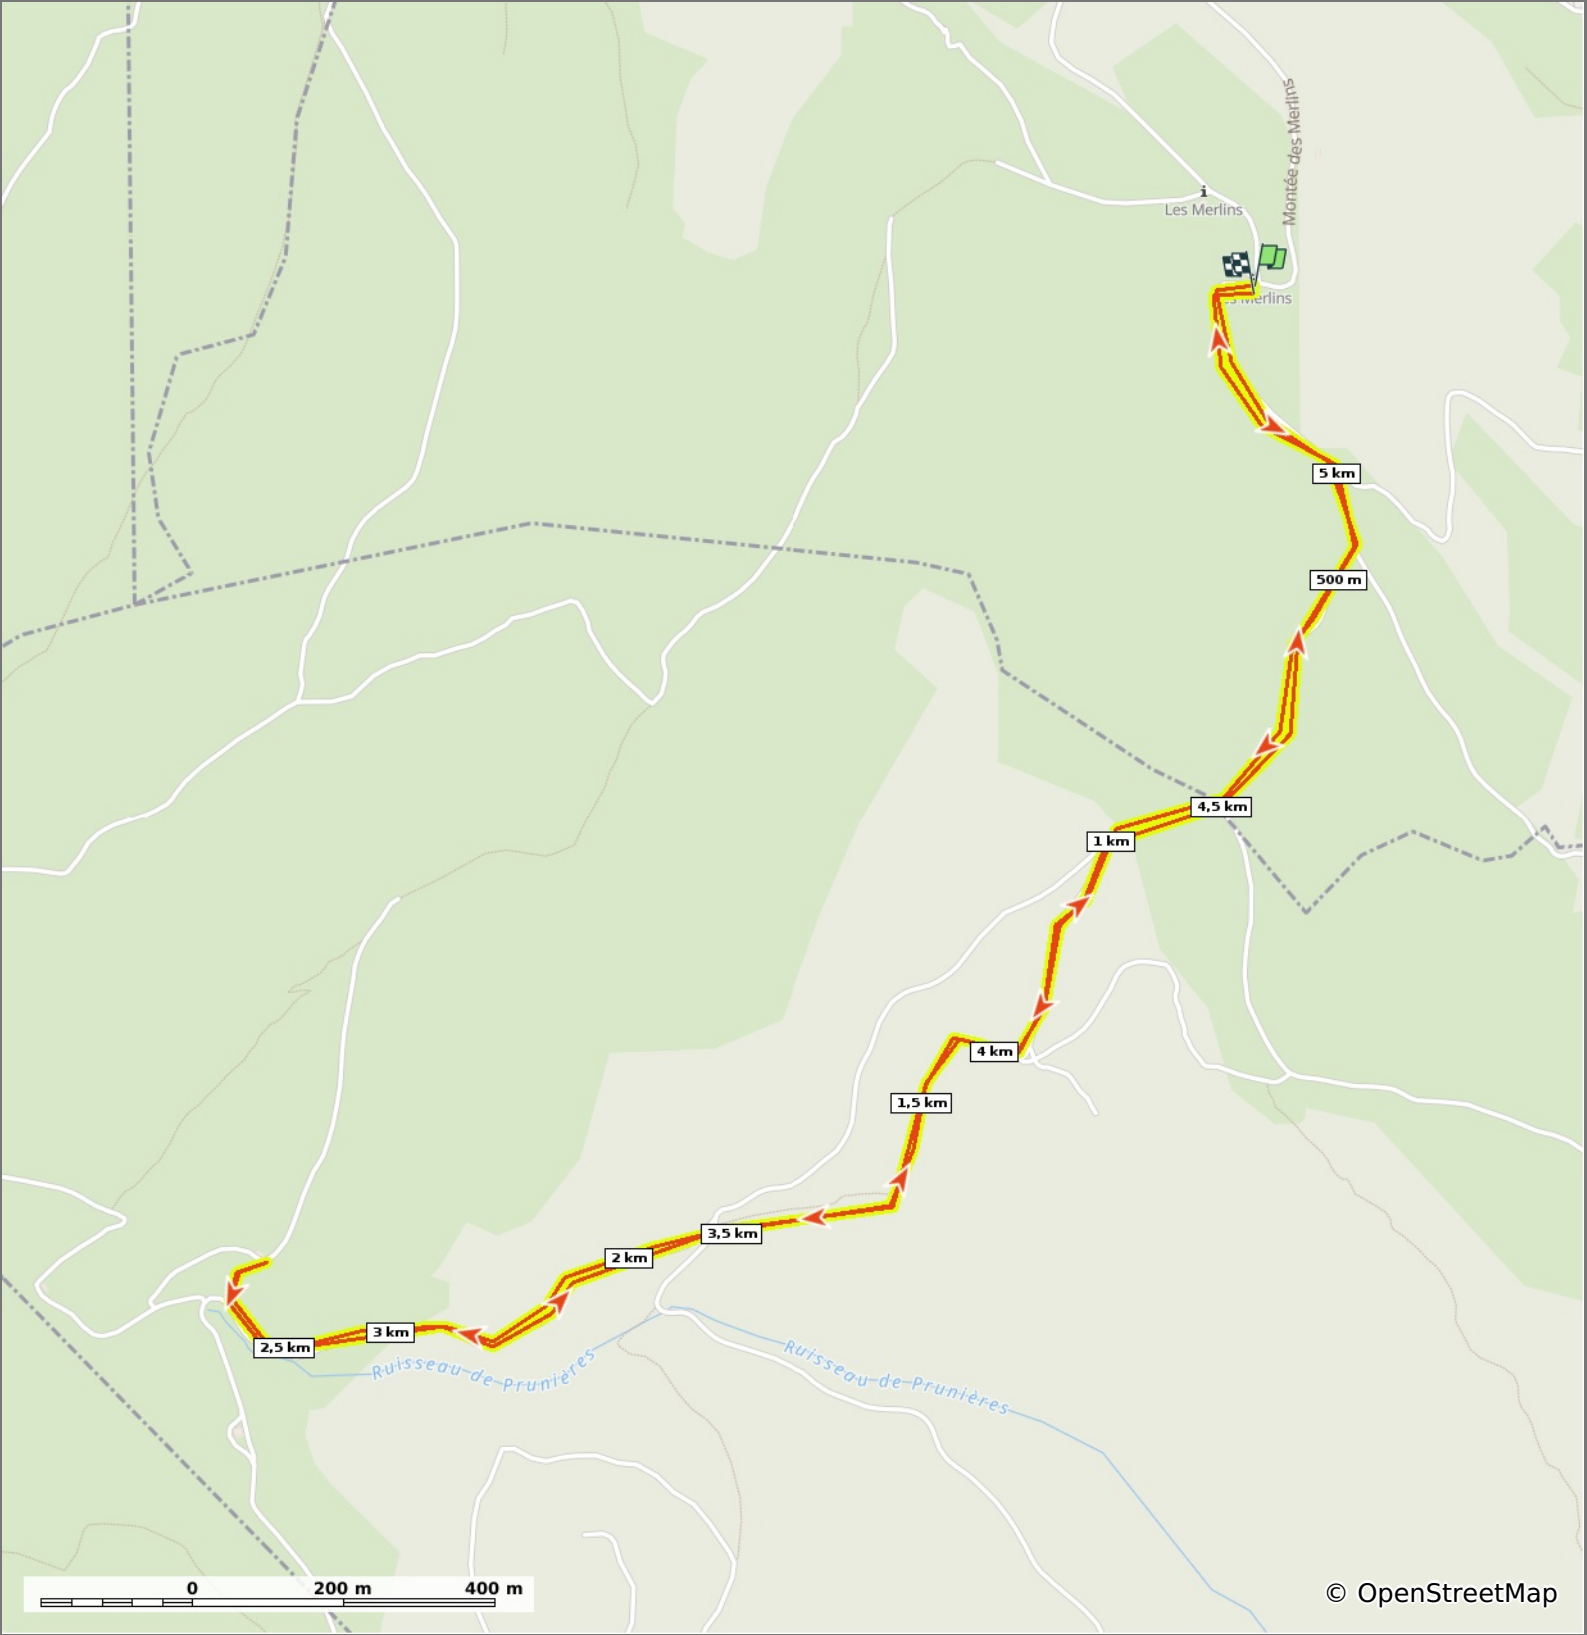 Montée des Merlins
i
Les Merlins
es Merlins
5 km
500 m
4,5 km
1 km
4 km
1,5 km
3,5 km
2 km
3 km
2,5 km
Ruisseau de Prunières
Ruisseau de Prunières
0 200 m 400 m
© OpenStreetMap